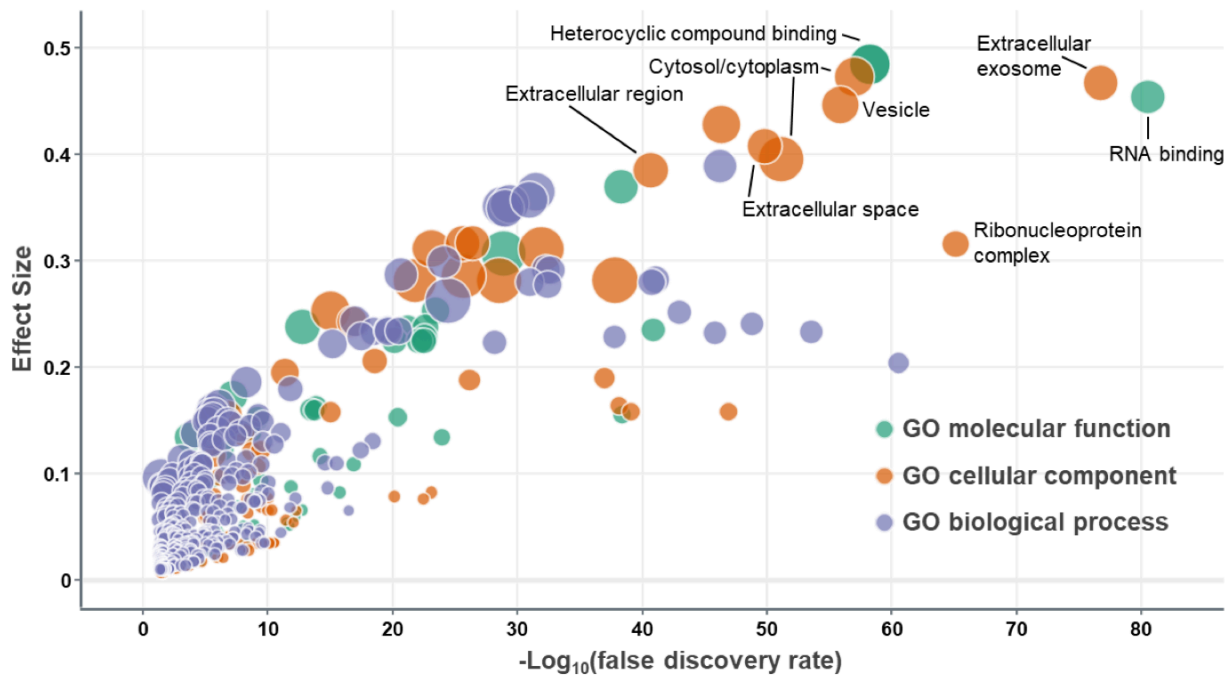 Heterocyclic compound binding
Extracellular
exosome
Cytosol/cytoplasm
Extracellular region
Vesicle
RNA binding
Extracellular space
Ribonucleoprotein
complex
Effect Size
0.5
0.4
0.3
0.2
0.1
0
GO molecular function
GO cellular component
GO biological process
0 10 20 30 40 50 60 70 80
-Log₁₀(false discovery rate)